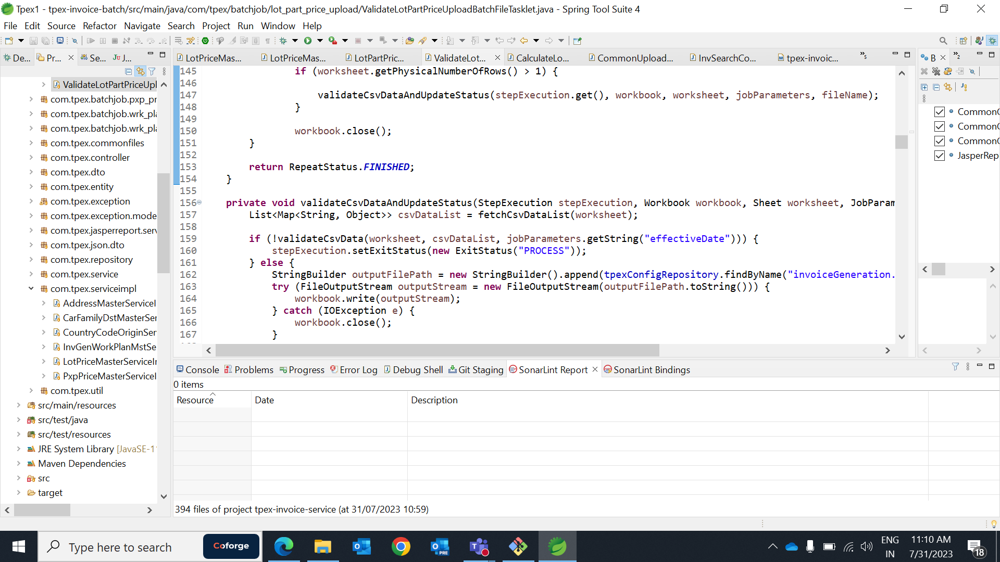 Tpex1 - tpex-invoice-batch/src/main/java/com/tpex/batchjob/lot_part_price_upload/ValidateLotPartPriceUploadBatchFileTasklet.java - Spring Tool Suite 4
File Edit Source Refactor Navigate Search Project Run Window Help
De... Pr... Se... Ju J... LotPriceMas... LotPriceMas... LotPartPric... ValidateLot... CalculateLo... CommonUpload... InvSearchCo... tpex-invoic... »5 B »2
ValidateLotPartPriceUpl
com.tpex.batchjob.pxp_pr
com.tpex.batchjob.wrk_pla
com.tpex.batchjob.wrk_pla
com.tpex.commonfiles
com.tpex.controller
com.tpex.dto
com.tpex.entity
com.tpex.exception
com.tpex.exception.mode
com.tpex.jasperreport.serv
com.tpex.json.dto
com.tpex.repository
com.tpex.service
com.tpex.serviceimpl
AddressMasterServiceI
CarFamilyDstMasterSer
CountryCodeOriginSer
InvGenWorkPlanMstSe
LotPriceMasterServiceIr
PxpPriceMasterServiceI
com.tpex.util
src/main/resources
src/test/java
src/test/resources
JRE System Library [JavaSE-1
Maven Dependencies
src
target
145 if (worksheet.getPhysicalNumberOfRows() > 1) {
146
147 validateCsvDataAndUpdateStatus(stepExecution.get(), workbook, worksheet, jobParameters, fileName);
148 }
149
150 workbook.close();
151 }
152
153 return RepeatStatus.FINISHED;
154 }
155
156 private void validateCsvDataAndUpdateStatus(StepExecution stepExecution, Workbook workbook, Sheet worksheet, JobParam
157 List<Map<String, Object>> csvDataList = fetchCsvDataList(worksheet);
158
159 if (!validateCsvData(worksheet, csvDataList, jobParameters.getString("effectiveDate"))) {
160 stepExecution.setExitStatus(new ExitStatus("PROCESS"));
161 } else {
162 StringBuilder outputFilePath = new StringBuilder().append(tpexConfigRepository.findByName("invoiceGeneration.
163 try (FileOutputStream outputStream = new FileOutputStream(outputFilePath.toString())) {
164 workbook.write(outputStream);
165 } catch (IOException e) {
166 workbook.close();
167 }
CommonC
CommonC
CommonC
JasperRep
Console Problems Progress Error Log Debug Shell Git Staging SonarLint Report SonarLint Bindings
0 items
Resource Date Description
394 files of project tpex-invoice-service (at 31/07/2023 10:59)
Type here to search Coforge
PRE
ENG
IN
11:10 AM
7/31/2023
18